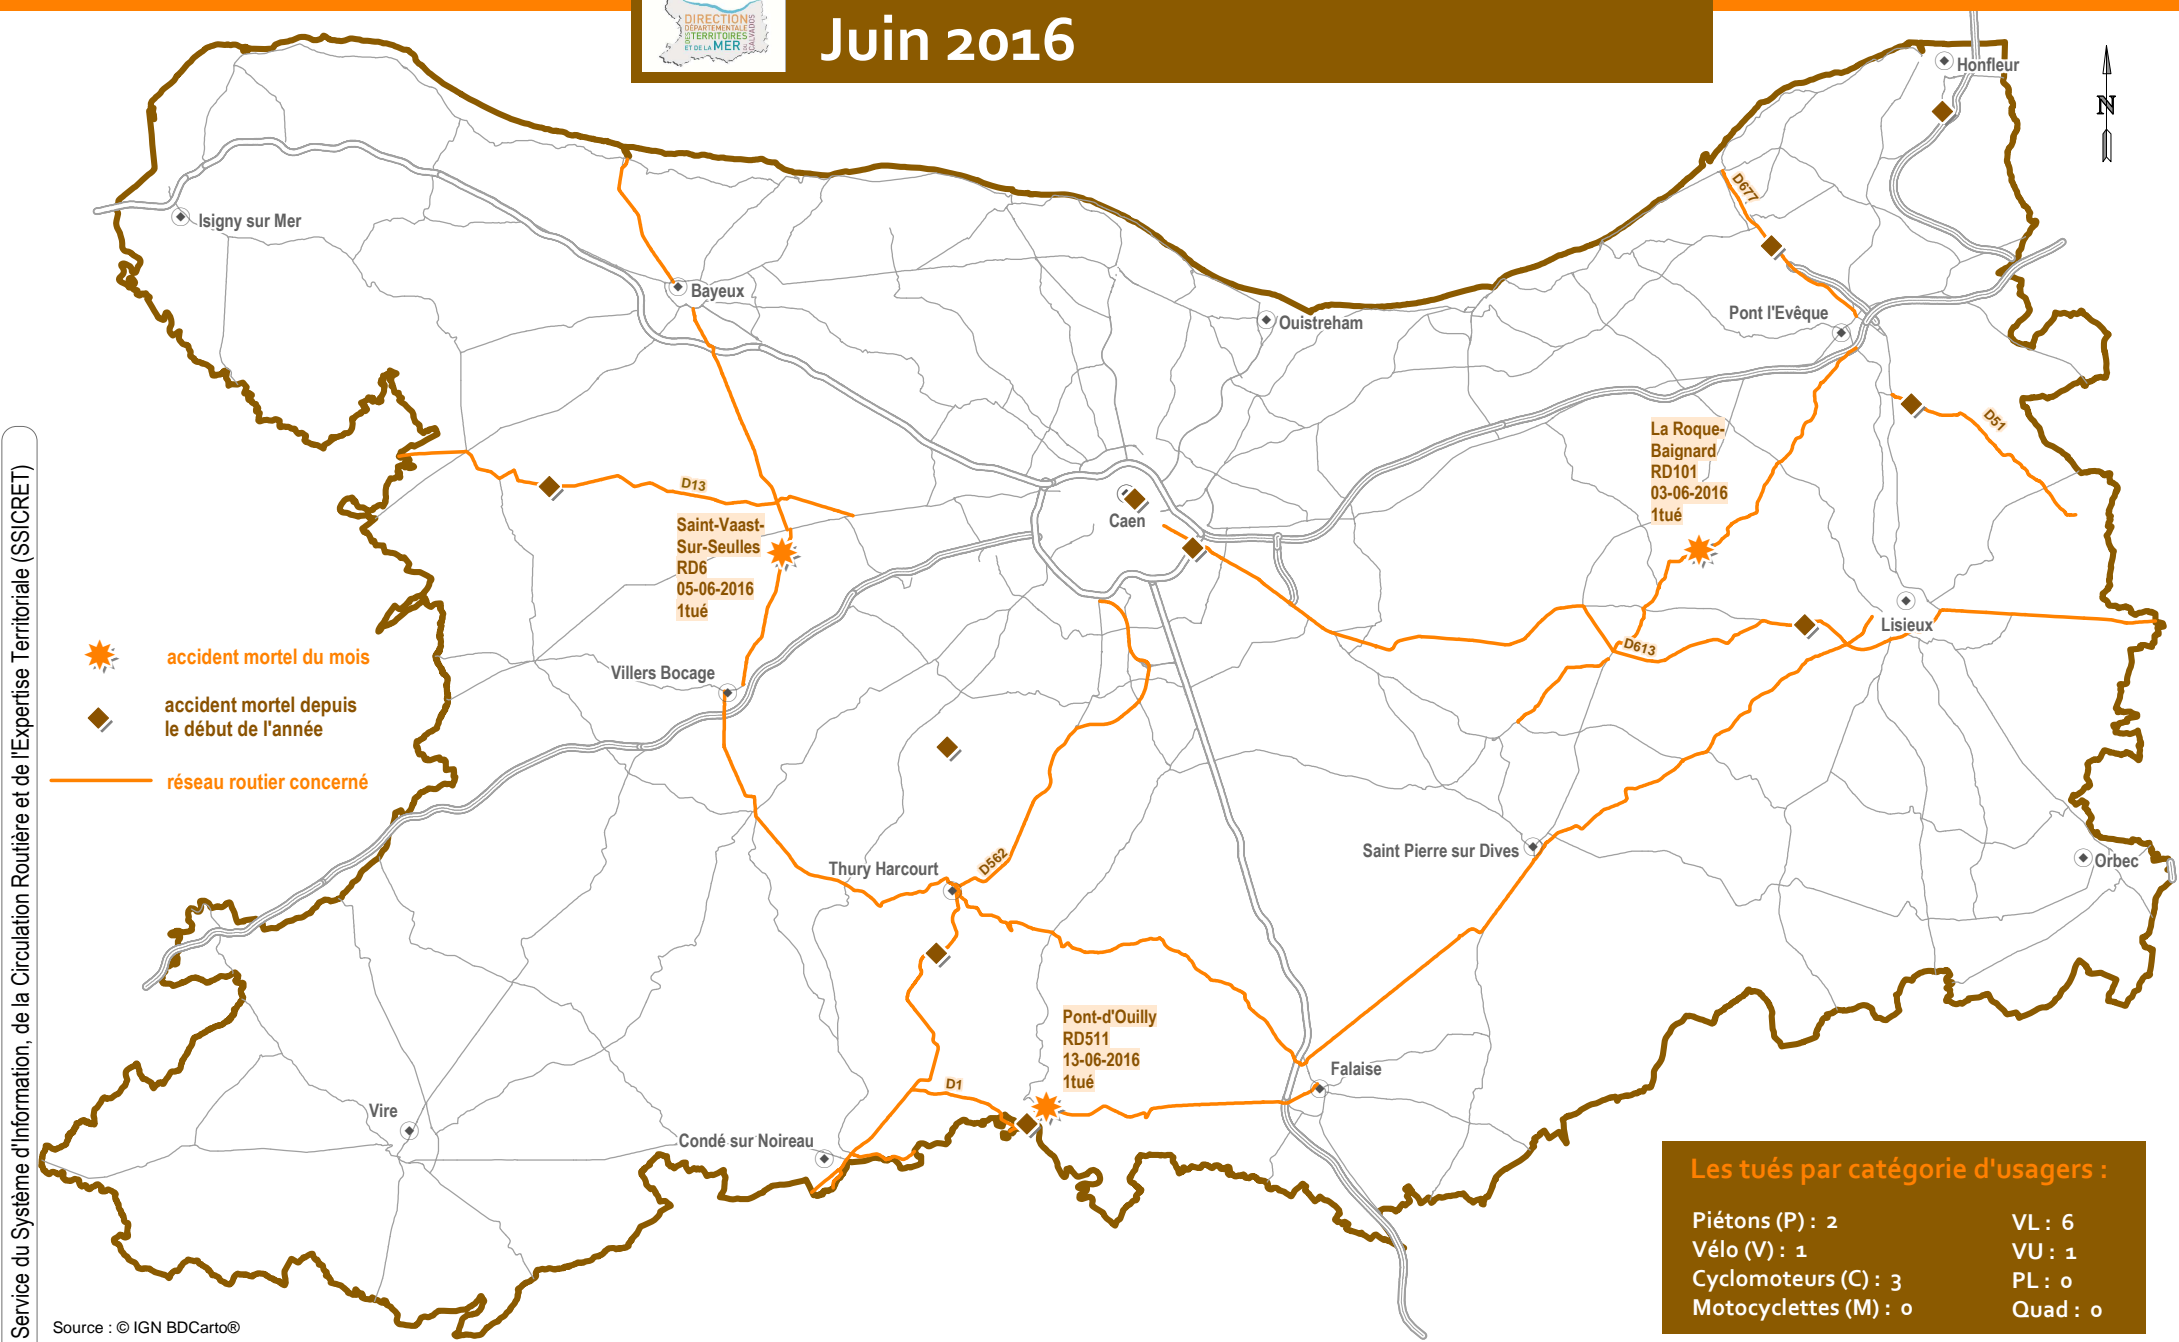 DIRECTION
DÉPARTEMENTALE
DES TERRITOIRES
ET DE LA MER
DU CALVADOS
Juin 2016
N
Honfleur
D677
Isigny sur Mer
Bayeux
Ouistreham
Pont l'Evêque
D51
La Roque-
Baignard
RD101
03-06-2016
1tué
D13
Saint-Vaast-
Sur-Seulles
RD6
05-06-2016
1tué
Caen
Lisieux
D613
Villers Bocage
accident mortel du mois
accident mortel depuis
le début de l'année
réseau routier concerné
Thury Harcourt
D562
Saint Pierre sur Dives
Orbec
Pont-d'Ouilly
RD511
13-06-2016
1tué
Falaise
D1
Vire
Condé sur Noireau
Les tués par catégorie d'usagers :
Piétons (P) : 2
Vélo (V) : 1
Cyclomoteurs (C) : 3
Motocyclettes (M) : 0
VL : 6
VU : 1
PL : 0
Quad : 0
Service du Système d'Information, de la Circulation Routière et de l'Expertise Territoriale (SSICRET)
Source : © IGN BDCarto®